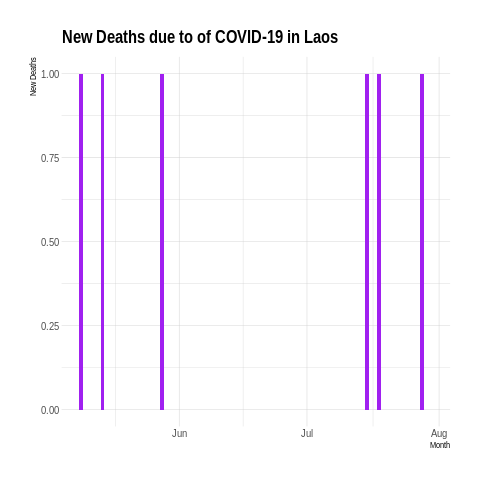 New Deaths due to of COVID-19 in Laos
New Deaths
1.00
0.75
0.50
0.25
0.00
Jun Jul Aug
Month